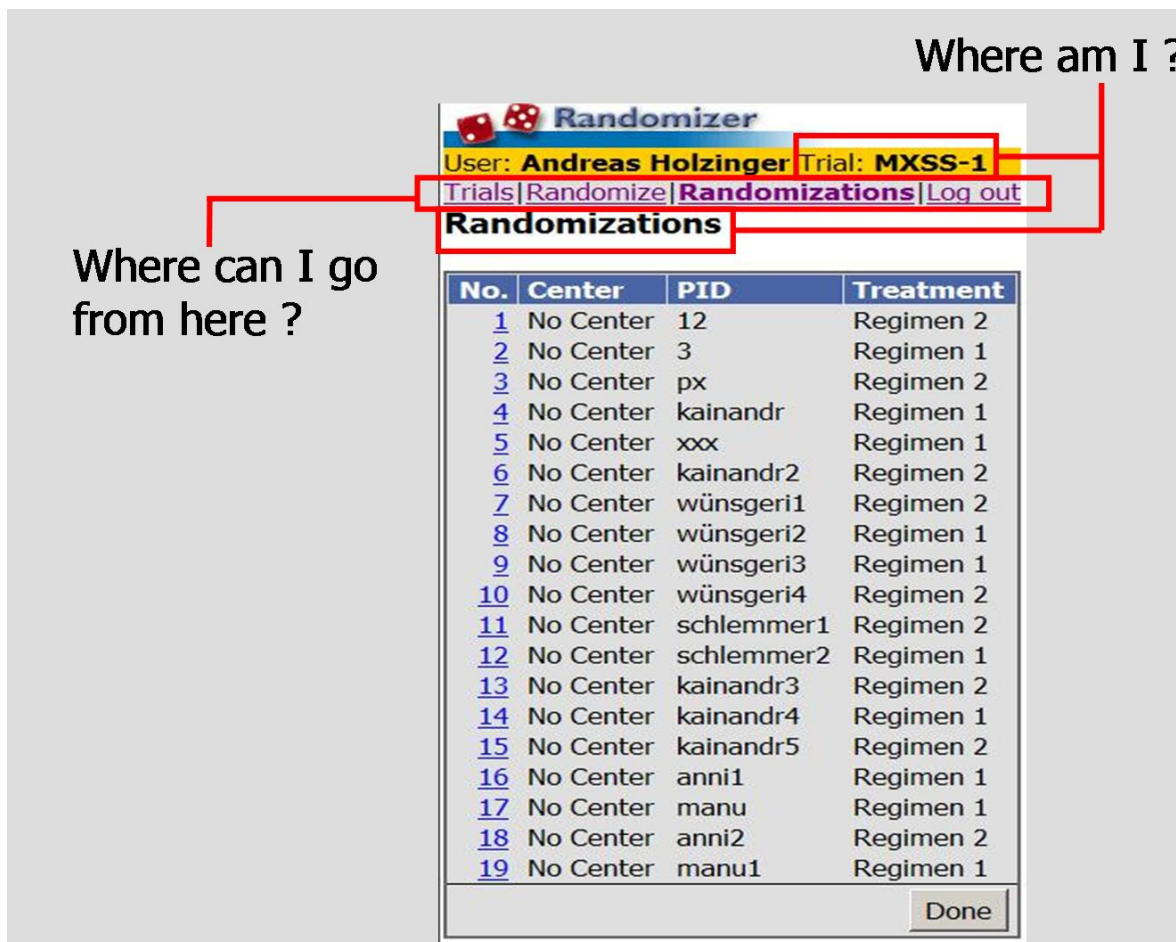 Where am I ?
Randomizer
User: Andreas Holzinger Trial: MXSS-1
Trials|Randomize|Randomizations|Log out
Randomizations
Where can I go
from here ?
No. Center PID Treatment
1 No Center 12 Regimen 2
2 No Center 3 Regimen 1
3 No Center px Regimen 2
4 No Center kainandr Regimen 1
5 No Center xxx Regimen 1
6 No Center kainandr2 Regimen 2
7 No Center wünsgeri1 Regimen 2
8 No Center wünsgeri2 Regimen 1
9 No Center wünsgeri3 Regimen 1
10 No Center wünsgeri4 Regimen 2
11 No Center schlemmer1 Regimen 2
12 No Center schlemmer2 Regimen 1
13 No Center kainandr3 Regimen 2
14 No Center kainandr4 Regimen 1
15 No Center kainandr5 Regimen 2
16 No Center anni1 Regimen 1
17 No Center manu Regimen 1
18 No Center anni2 Regimen 2
19 No Center manu1 Regimen 1
Done